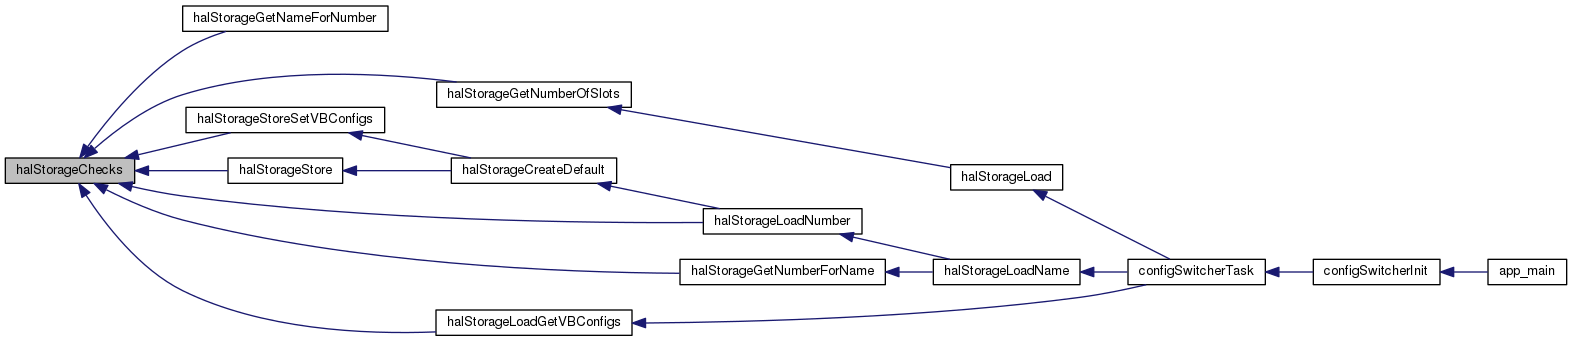 halStorageGetNameForNumber
halStorageGetNumberOfSlots
halStorageStoreSetVBConfigs
halStorageChecks
halStorageStore
halStorageCreateDefault
halStorageLoad
halStorageLoadNumber
halStorageGetNumberForName
halStorageLoadName
configSwitcherTask
configSwitcherInit
app_main
halStorageLoadGetVBConfigs